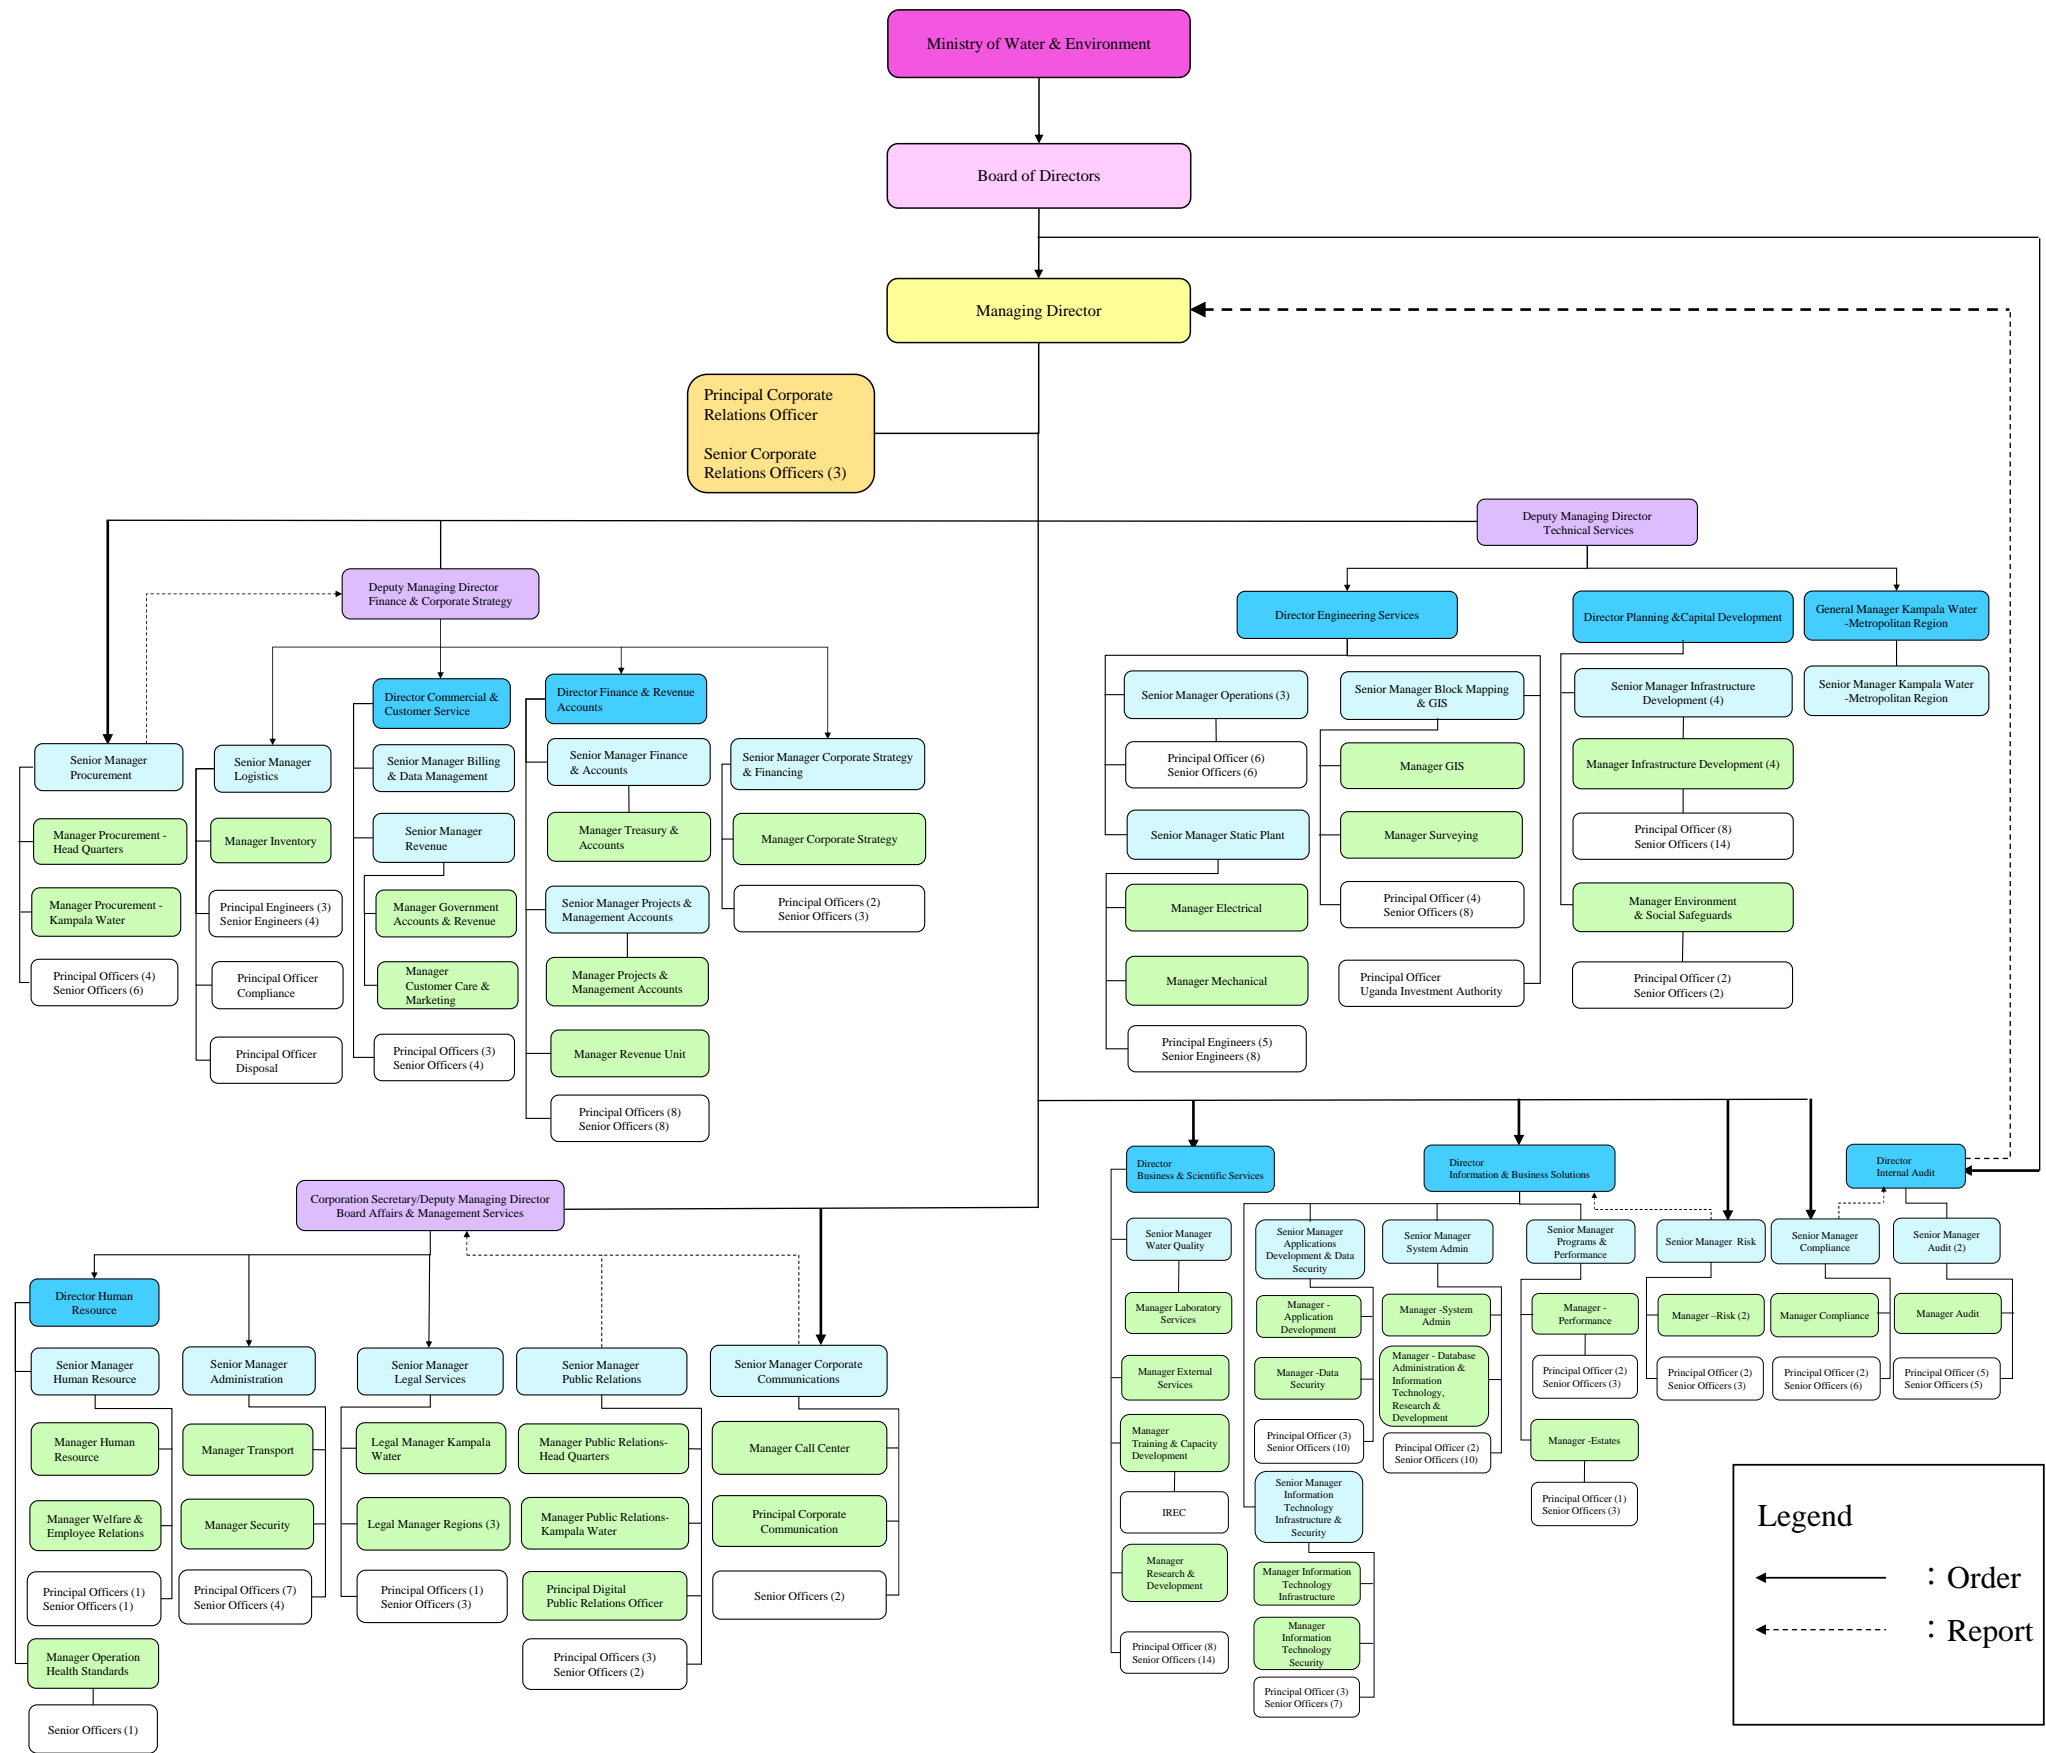 Ministry of Water & Environment
Board of Directors
Managing Director
Principal Corporate
Relations Officer
Senior Corporate
Relations Officers (3)
Deputy Managing Director
Technical Services
Deputy Managing Director
Finance & Corporate Strategy
Director Engineering Services
Director Planning &Capital Development
General Manager Kampala Water
-Metropolitan Region
Senior Manager Operations (3)
Principal Officer (6)
Senior Officers (6)
Senior Manager Static Plant
Manager Electrical
Manager Mechanical
Principal Engineers (5)
Senior Engineers (8)
Senior Manager Block Mapping
& GIS
Manager GIS
Manager Surveying
Principal Officer (4)
Senior Officers (8)
Principal Officer
Uganda Investment Authority
Senior Manager Infrastructure
Development (4)
Manager Infrastructure Development (4)
Principal Officer (8)
Senior Officers (14)
Manager Environment
& Social Safeguards
Principal Officer (2)
Senior Officers (2)
Senior Manager Kampala Water
-Metropolitan Region
Senior Manager
Procurement
Manager Procurement -
Head Quarters
Manager Procurement -
Kampala Water
Principal Officers (4)
Senior Officers (6)
Senior Manager
Logistics
Manager Inventory
Principal Engineers (3)
Senior Engineers (4)
Principal Officer
Compliance
Principal Officer
Disposal
Director Commercial &
Customer Service
Senior Manager Billing
& Data Management
Senior Manager
Revenue
Manager Government
Accounts & Revenue
Manager
Customer Care &
Marketing
Principal Officers (3)
Senior Officers (4)
Director Finance & Revenue
Accounts
Senior Manager Finance
& Accounts
Manager Treasury &
Accounts
Senior Manager Projects &
Management Accounts
Manager Projects &
Management Accounts
Manager Revenue Unit
Principal Officers (8)
Senior Officers (8)
Senior Manager Corporate Strategy
& Financing
Manager Corporate Strategy
Principal Officers (2)
Senior Officers (3)
Corporation Secretary/Deputy Managing Director
Board Affairs & Management Services
Director Human
Resource
Senior Manager
Human Resource
Manager Human
Resource
Manager Welfare &
Employee Relations
Principal Officers (1)
Senior Officers (1)
Manager Operation
Health Standards
Senior Officers (1)
Senior Manager
Administration
Manager Transport
Manager Security
Principal Officers (7)
Senior Officers (4)
Senior Manager
Legal Services
Legal Manager Kampala
Water
Legal Manager Regions (3)
Principal Officers (1)
Senior Officers (3)
Senior Manager
Public Relations
Manager Public Relations-
Head Quarters
Manager Public Relations-
Kampala Water
Principal Digital
Public Relations Officer
Principal Officers (3)
Senior Officers (2)
Senior Manager Corporate
Communications
Manager Call Center
Principal Corporate
Communication
Senior Officers (2)
Director
Business & Scientific Services
Senior Manager
Water Quality
Manager Laboratory
Services
Manager External
Services
Manager
Training & Capacity
Development
IREC
Manager
Research &
Development
Principal Officer (8)
Senior Officers (14)
Director
Information & Business Solutions
Senior Manager
Applications
Development & Data
Security
Manager -
Application
Development
Manager -Data
Security
Principal Officer (3)
Senior Officers (10)
Senior Manager
Information
Technology
Infrastructure &
Security
Manager Information
Technology
Infrastructure
Manager
Information
Technology
Security
Principal Officer (3)
Senior Officers (7)
Senior Manager
System Admin
Manager -System
Admin
Manager - Database
Administration &
Information
Technology,
Research &
Development
Principal Officer (2)
Senior Officers (10)
Senior Manager
Programs &
Performance
Manager -
Performance
Principal Officer (2)
Senior Officers (3)
Manager -Estates
Principal Officer (1)
Senior Officers (3)
Senior Manager Risk
Manager –Risk (2)
Principal Officer (2)
Senior Officers (3)
Senior Manager
Compliance
Manager Compliance
Principal Officer (2)
Senior Officers (6)
Director
Internal Audit
Senior Manager
Audit (2)
Manager Audit
Principal Officers (5)
Senior Officers (5)
Legend
: Order
: Report